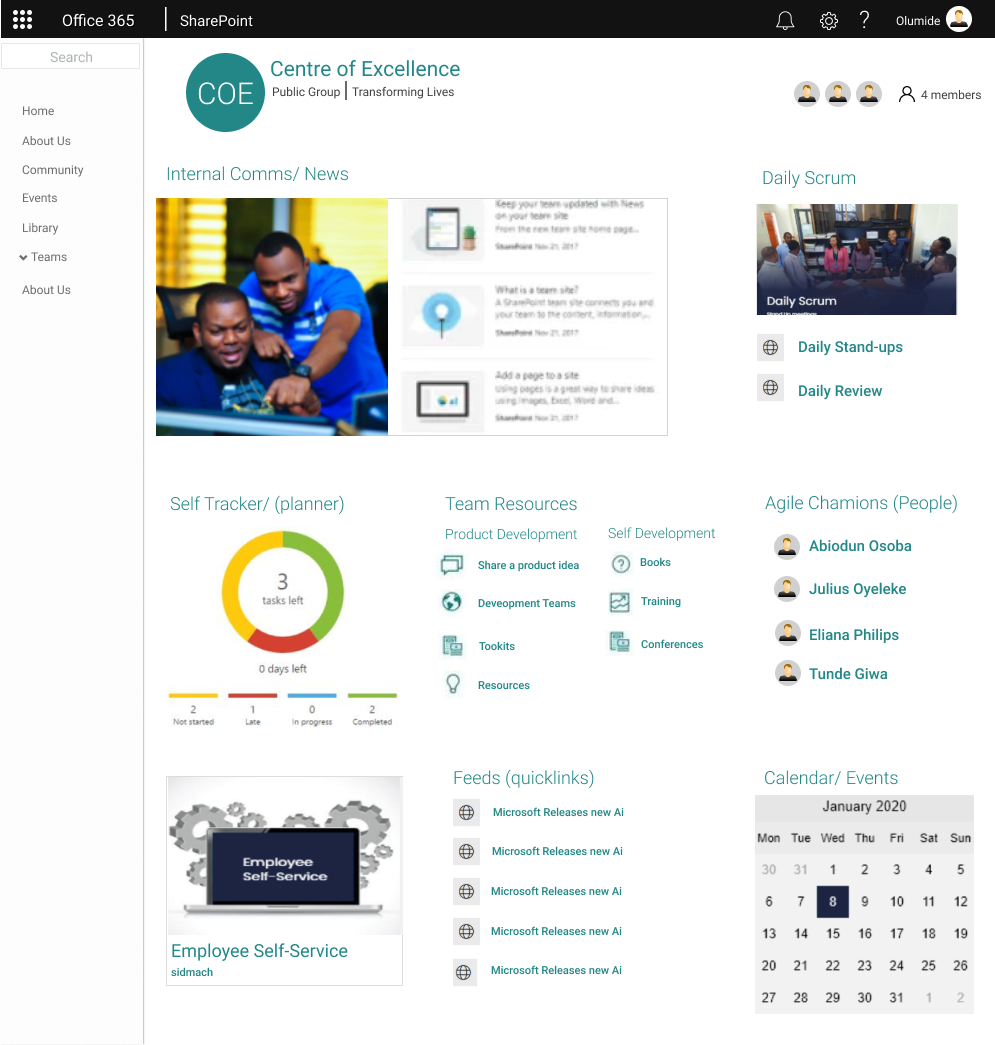 Office 365
SharePoint
Olumide
Search
Home
About Us
Community
Events
Library
Teams
About Us
COE
Centre of Excellence
Public Group
Transforming Lives
4 members
Internal Comms/ News
Keep your team updated with News
on your team site
From the new team site home page...
SharePoint Nov 21, 2017
What is a team site?
A SharePoint team site connects you and
your team to the content, information,...
SharePoint Nov 21, 2017
Add a page to a site
Using pages is a great way to share ideas
using images, Excel, Word and...
SharePoint Nov 21, 2017
Daily Scrum
Daily Scrum
Stand Up meetings
Daily Stand-ups
Daily Review
Self Tracker/ (planner)
3
tasks left
0 days left
2
Not started
1
Late
0
In progress
2
Completed
Team Resources
Product Development
Share a product idea
Deveopment Teams
Tookits
Resources
Self Development
Books
Training
Conferences
Agile Chamions (People)
Abiodun Osoba
Julius Oyeleke
Eliana Philips
Tunde Giwa
Employee
Self-Service
Employee Self-Service
sidmach
Feeds (quicklinks)
Microsoft Releases new Ai
Microsoft Releases new Ai
Microsoft Releases new Ai
Microsoft Releases new Ai
Microsoft Releases new Ai
Calendar/ Events
January 2020
Mon Tue Wed Thu Fri Sat Sun
30 31 1 2 3 4 5
6 7 8 9 10 11 12
13 14 15 16 17 18 19
20 21 22 23 24 25 26
27 28 29 30 31 1 2